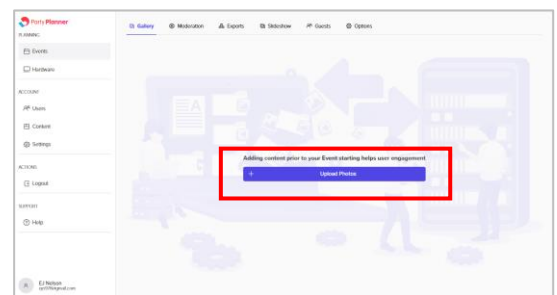 Party Planner
PLANNING
Events
Hardware
ACCOUNT
Users
Content
Settings
ACTIONS
Logout
SUPPORT
Help
EJ Nelson
Gallery
Moderation
Exports
Slideshow
Guests
Options
Adding content prior to your Event starting helps user engagement
+ Upload Photos